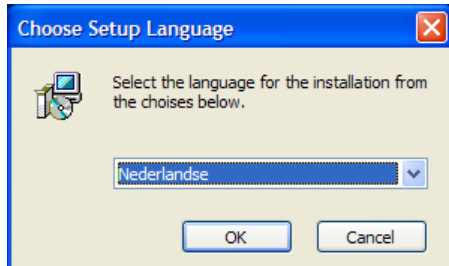 Choose Setup Language
Select the language for the installation from
the choises below.
Nederlandse
OK
Cancel